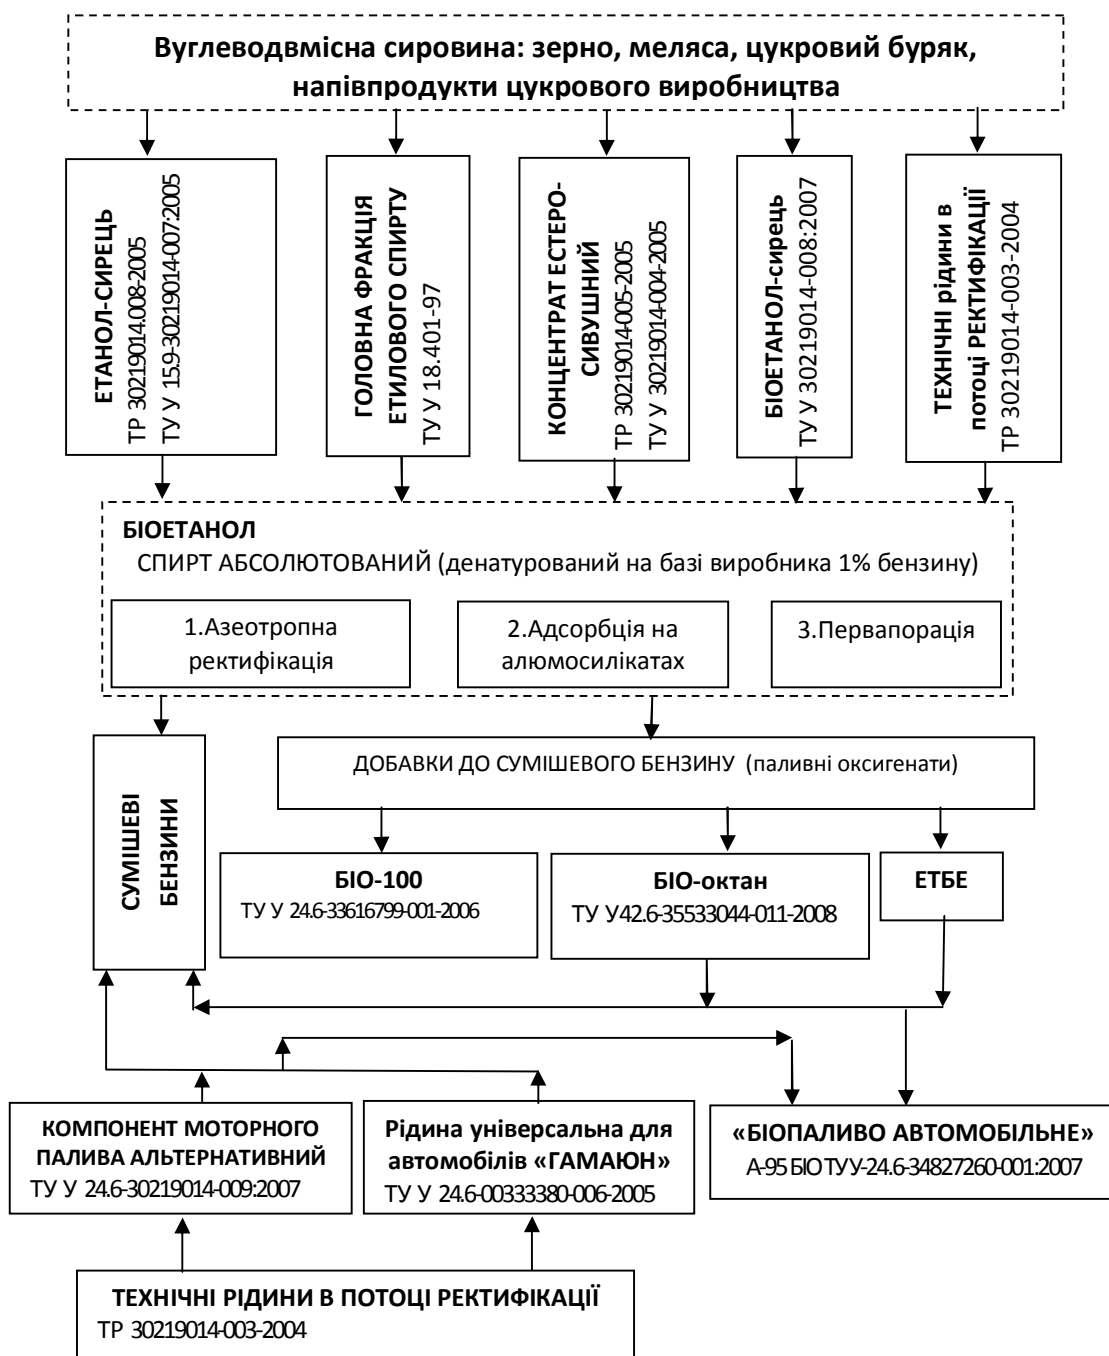 Вуглеводвмісна сировина: зерно, меляса, цукровий буряк,
напівпродукти цукрового виробництва
ЕТАНОЛ-СИРЕЦЬ
ТР 30219014.008-2005
ТУ У 15.9-30219014-007:2005
ГОЛОВНА ФРАКЦІЯ
ЕТИЛОВОГО СПИРТУ
ТУ У 18.401-97
КОНЦЕНТРАТ ЕСТЕРО-
СИВУШНИЙ
ТР 30219014-005-2005
ТУ У 30219014-004-2005
БІОЕТАНОЛ-сирець
ТУ У 30219014-008:2007
ТЕХНІЧНІ рідини в
потоці РЕКТИФІКАЦІЇ
ТР 30219014-003-2004
БІОЕТАНОЛ
СПИРТ АБСОЛЮТОВАНИЙ (денатурований на базі виробника 1% бензину)
1.Азеотропна
ректифікація
2.Адсорбція на
алюмосилікатах
3.Первапорація
СУМІШЕВІ
БЕНЗИНИ
ДОБАВКИ ДО СУМІШЕВОГО БЕНЗИНУ (паливні оксигенати)
БІО-100
ТУ У 24.6-33616799-001-2006
БІО-октан
ТУ У42.6-35533044-011-2008
ЕТБЕ
КОМПОНЕНТ МОТОРНОГО
ПАЛИВА АЛЬТЕРНАТИВНИЙ
ТУ У 24.6-30219014-009:2007
Рідина універсальна для
автомобілів «ГАМАЮН»
ТУ У 24.6-00333380-006-2005
«БІОПАЛИВО АВТОМОБІЛЬНЕ»
А-95 БІО ТУ У-24.6-34827260-001:2007
ТЕХНІЧНІ РІДИНИ В ПОТОЦІ РЕКТИФІКАЦІЇ
ТР 30219014-003-2004